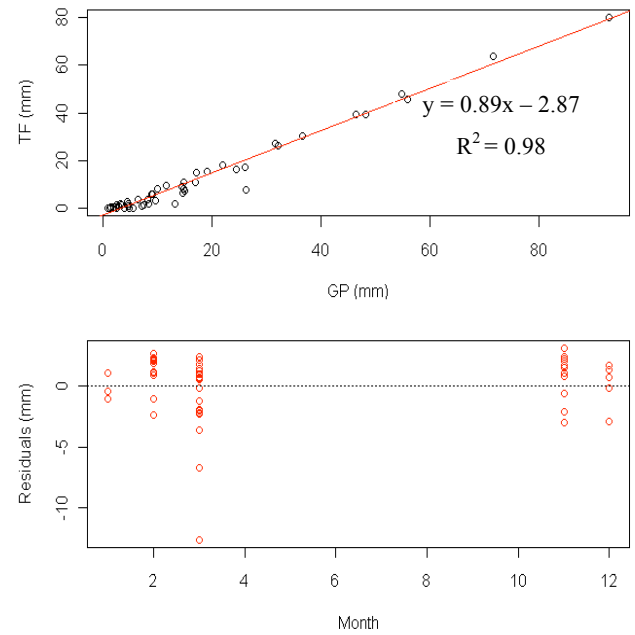 80
60
40
20
0
TF (mm)
y = 0.89x – 2.87
R² = 0.98
0 20 40 60 80
GP (mm)
0
-5
-10
Residuals (mm)
2 4 6 8 10 12
Month